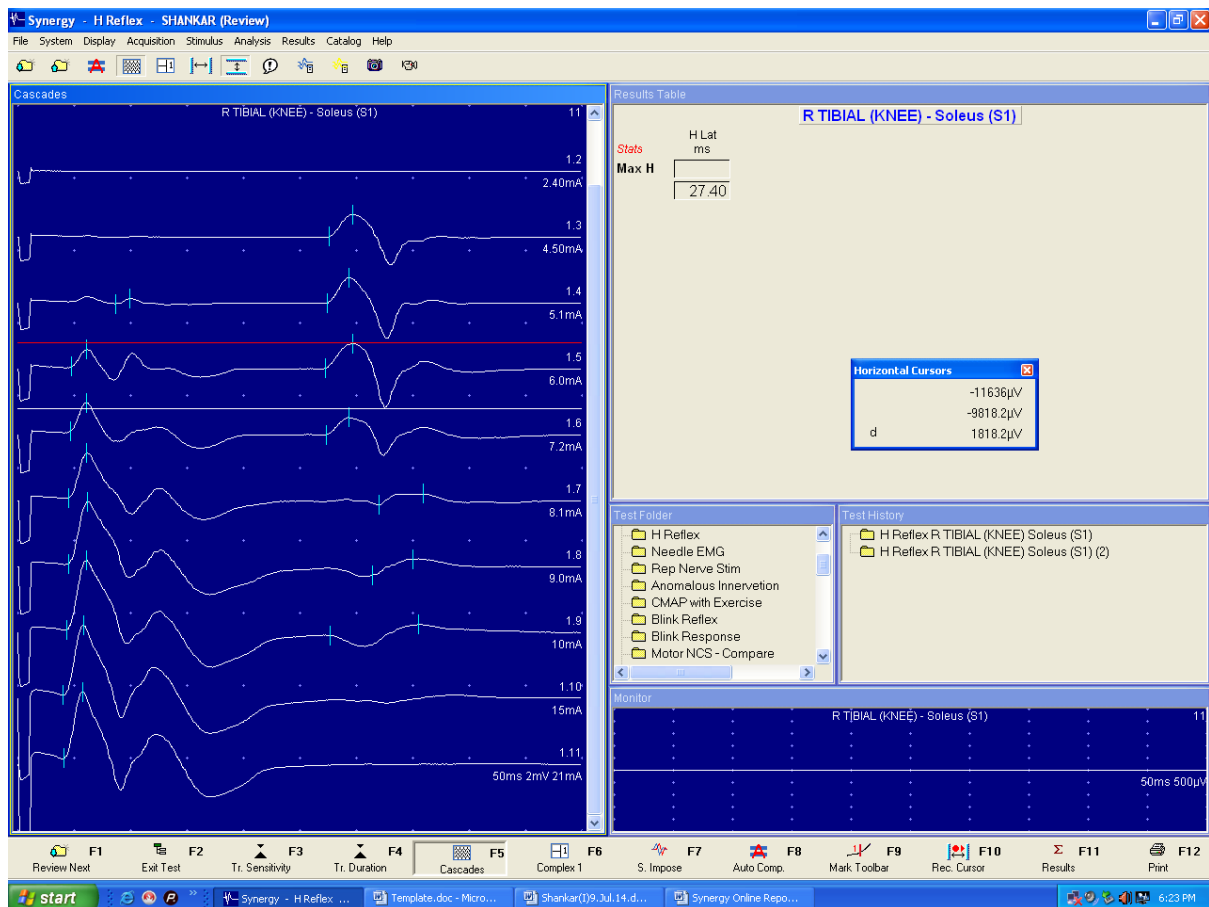 Synergy - H Reflex - SHANKAR (Review)
File System Display Acquisition Stimulus Analysis Results Catalog Help
Cascades
R TIBIAL (KNEE) - Soleus (S1) 11
1.2
2.40mA
1.3
4.50mA
1.4
5.1mA
1.5
6.0mA
1.6
7.2mA
1.7
8.1mA
1.8
9.0mA
1.9
10mA
1.10
15mA
1.11
50ms 2mV 21mA
Results Table
R TIBIAL (KNEE) - Soleus (S1)
H Lat
Stats ms
Max H
27.40
Horizontal Cursors
-11636µV
-9818.2µV
d 1818.2µV
Test Folder
H Reflex
Needle EMG
Rep Nerve Stim
Anomalous Innervetion
CMAP with Exercise
Blink Reflex
Blink Response
Motor NCS - Compare
Test History
H Reflex R TIBIAL (KNEE) Soleus (S1)
H Reflex R TIBIAL (KNEE) Soleus (S1) (2)
Monitor
R TIBIAL (KNEE) - Soleus (S1) 11
50ms 500µV
F1 Review Next
F2 Exit Test
F3 Tr. Sensitivity
F4 Tr. Duration
F5 Cascades
F6 Complex 1
F7 S. Impose
F8 Auto Comp.
F9 Mark Toolbar
F10 Rec. Cursor
F11 Results
F12 Print
start
Synergy - H Reflex ...
Template.doc - Micro...
Shankar(I)9.Jul.14.d...
Synergy Online Repo...
6:23 PM